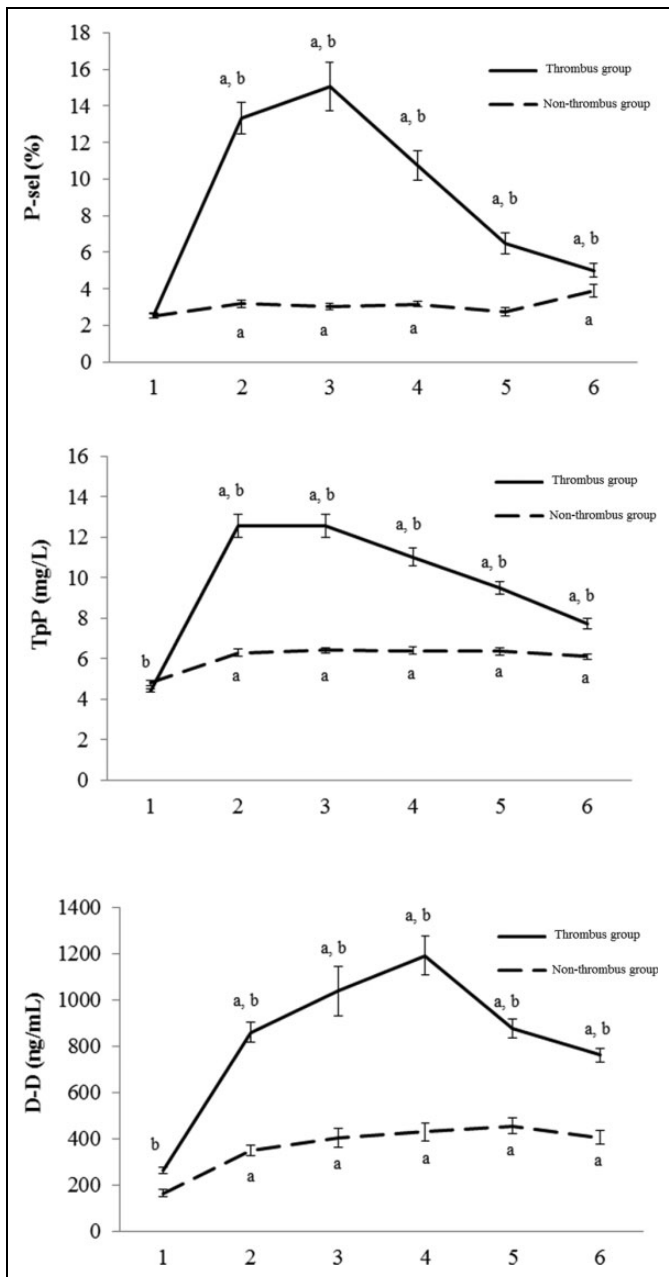 18
16
14
12
10
8
6
4
2
0
P-sel (%)
a, b
a, b
a, b
a, b
a, b
a
a
a
a
Thrombus group
Non-thrombus group
1 2 3 4 5 6
16
14
12
10
8
6
4
2
0
TpP (mg/L)
b
a, b
a, b
a, b
a, b
a, b
a
a
a
a
a
Thrombus group
Non-thrombus group
1 2 3 4 5 6
1400
1200
1000
800
600
400
200
0
D-D (ng/mL)
b
a, b
a, b
a, b
a, b
a, b
a
a
a
a
a
Thrombus group
Non-thrombus group
1 2 3 4 5 6